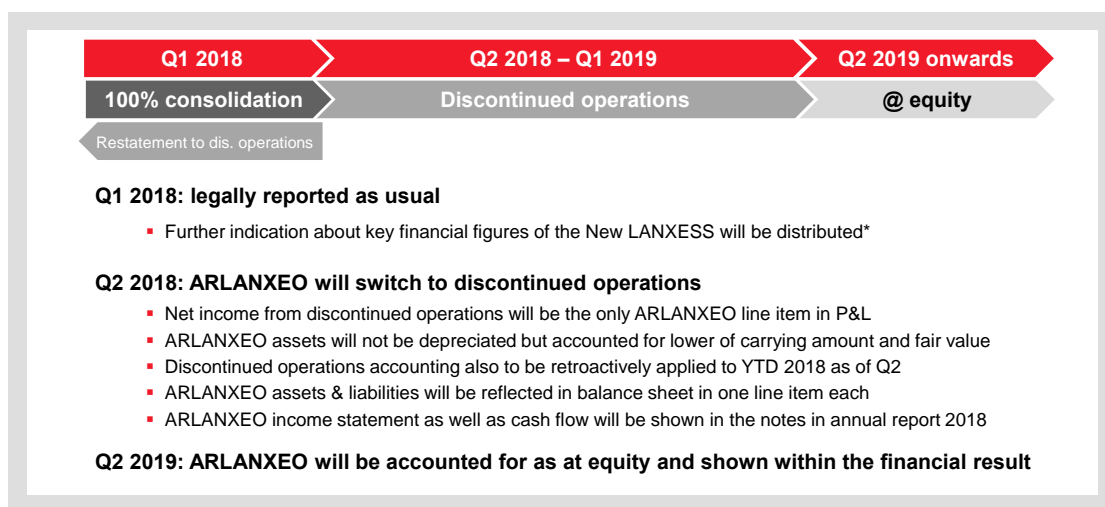 Q1 2018
Q2 2018 – Q1 2019
Q2 2019 onwards
100% consolidation
Discontinued operations
@ equity
Restatement to dis. operations
Q1 2018: legally reported as usual
▪ Further indication about key financial figures of the New LANXESS will be distributed*
Q2 2018: ARLANXEO will switch to discontinued operations
▪ Net income from discontinued operations will be the only ARLANXEO line item in P&L
▪ ARLANXEO assets will not be depreciated but accounted for lower of carrying amount and fair value
▪ Discontinued operations accounting also to be retroactively applied to YTD 2018 as of Q2
▪ ARLANXEO assets & liabilities will be reflected in balance sheet in one line item each
▪ ARLANXEO income statement as well as cash flow will be shown in the notes in annual report 2018
Q2 2019: ARLANXEO will be accounted for as at equity and shown within the financial result